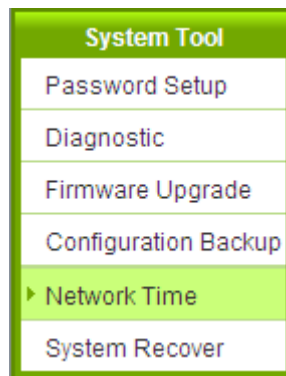 System Tool
Password Setup
Diagnostic
Firmware Upgrade
Configuration Backup
Network Time
System Recover